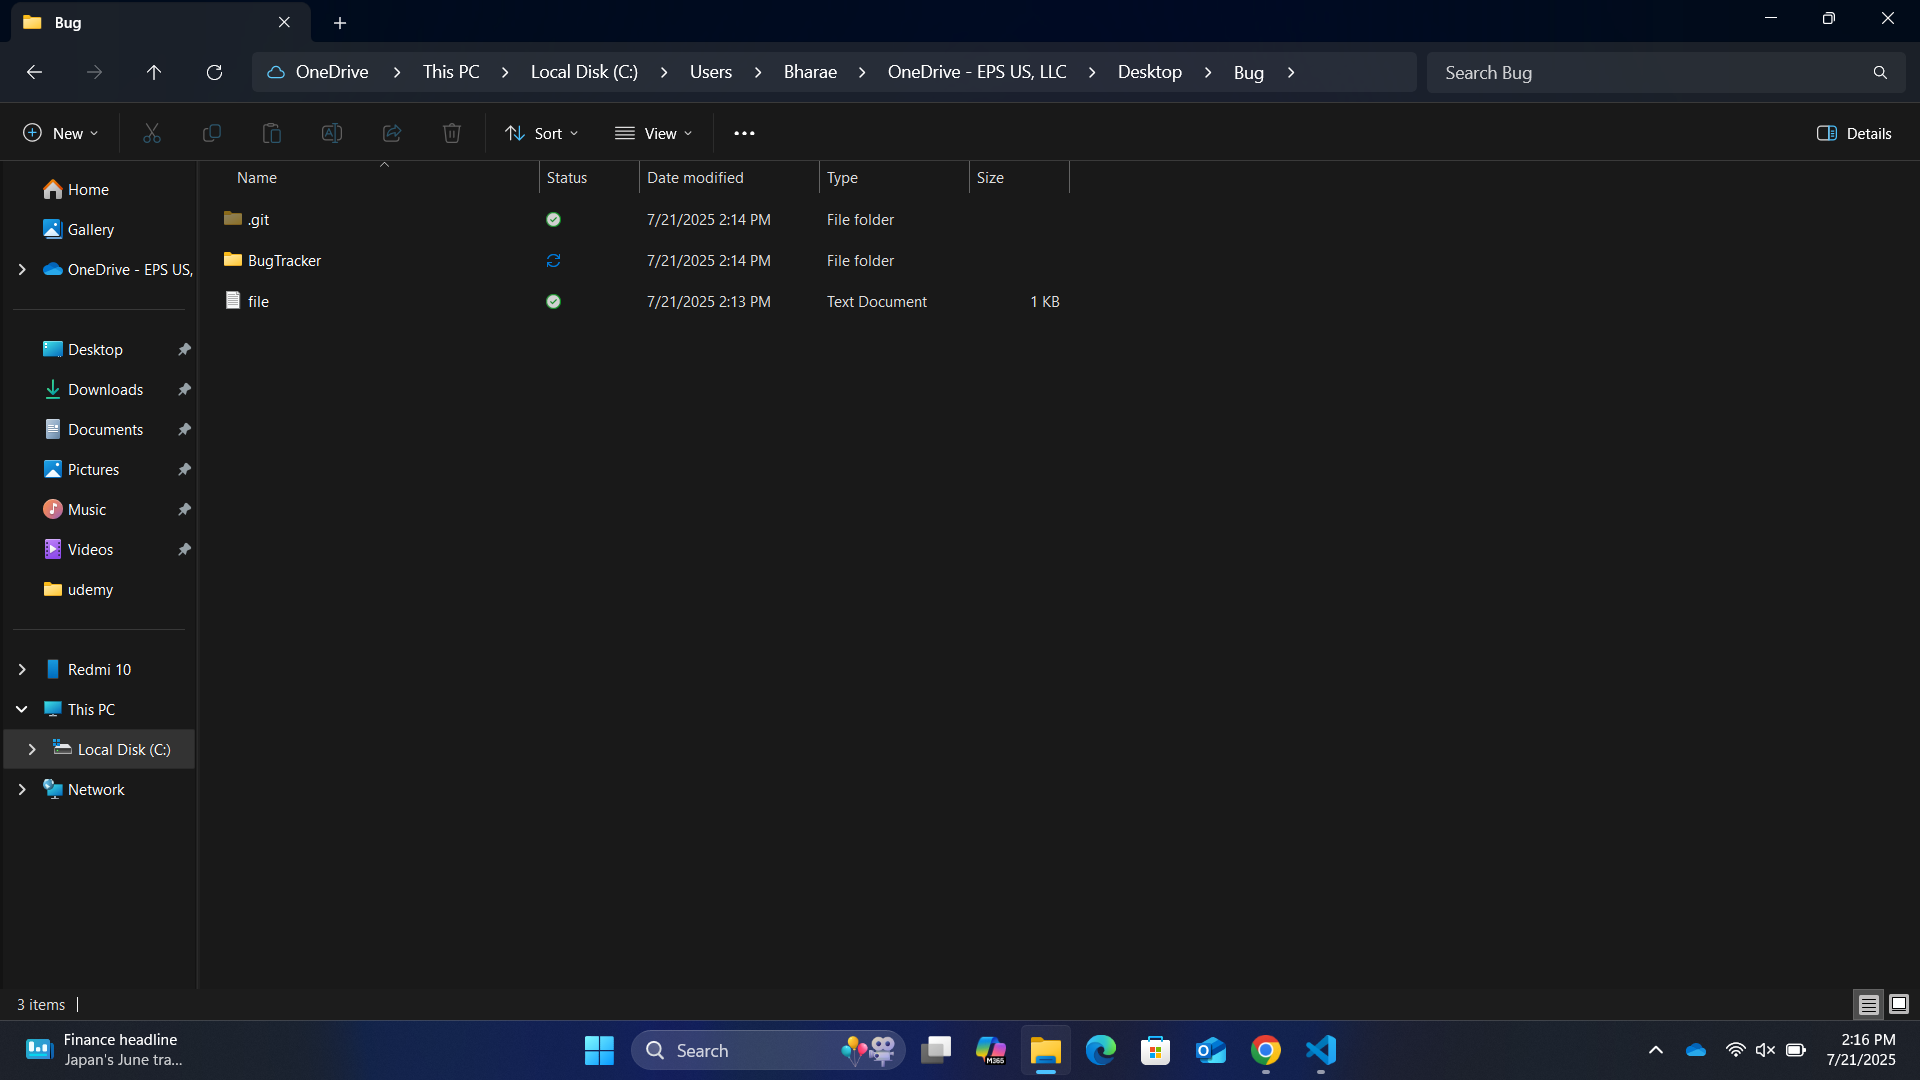 Bug
OneDrive > This PC > Local Disk (C:) > Users > Bharae > OneDrive - EPS US, LLC > Desktop > Bug >
Search Bug
New
Sort
View
Details
Home
Gallery
OneDrive - EPS US,
Desktop
Downloads
Documents
Pictures
Music
Videos
udemy
Redmi 10
This PC
Local Disk (C:)
Network
Name Status Date modified Type Size
.git 7/21/2025 2:14 PM File folder
BugTracker 7/21/2025 2:14 PM File folder
file 7/21/2025 2:13 PM Text Document 1 KB
3 items
Finance headline
Japan's June tra...
Search
M365
2:16 PM
7/21/2025